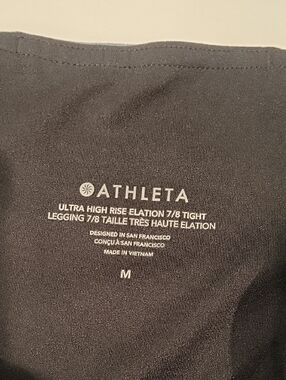 ATHLETA
ULTRA HIGH RISE ELATION 7/8 TIGHT
LEGGING 7/8 TAILLE TRÈS HAUTE ELATION
DESIGNED IN SAN FRANCISCO
CONÇU À SAN FRANCISCO
MADE IN VIETNAM
M